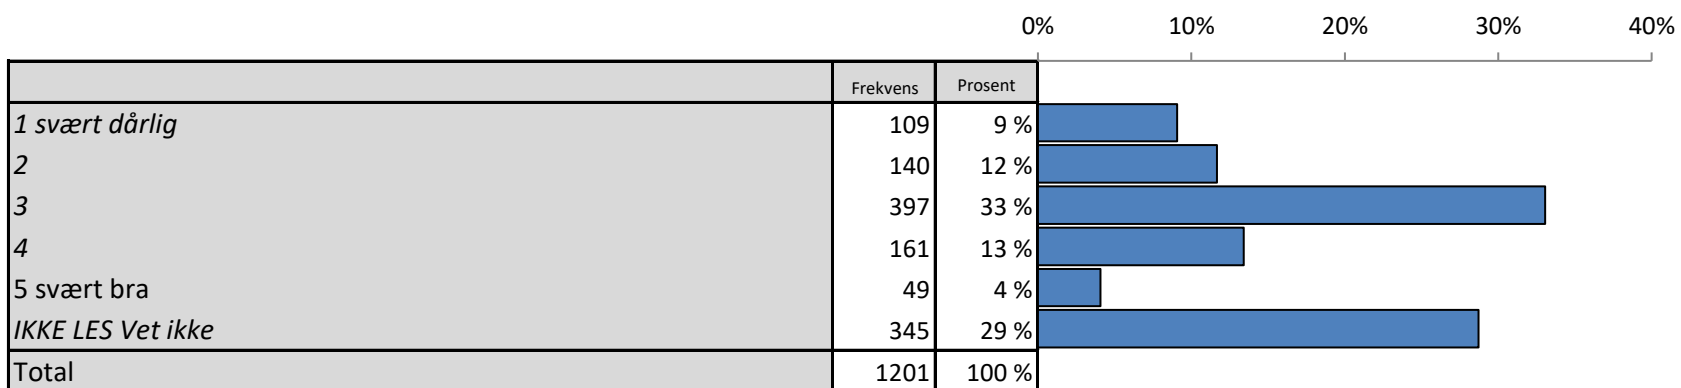 0% 10% 20% 30% 40%
Frekvens Prosent
1 svært dårlig 109 9 %
2 140 12 %
3 397 33 %
4 161 13 %
5 svært bra 49 4 %
IKKE LES Vet ikke 345 29 %
Total 1201 100 %